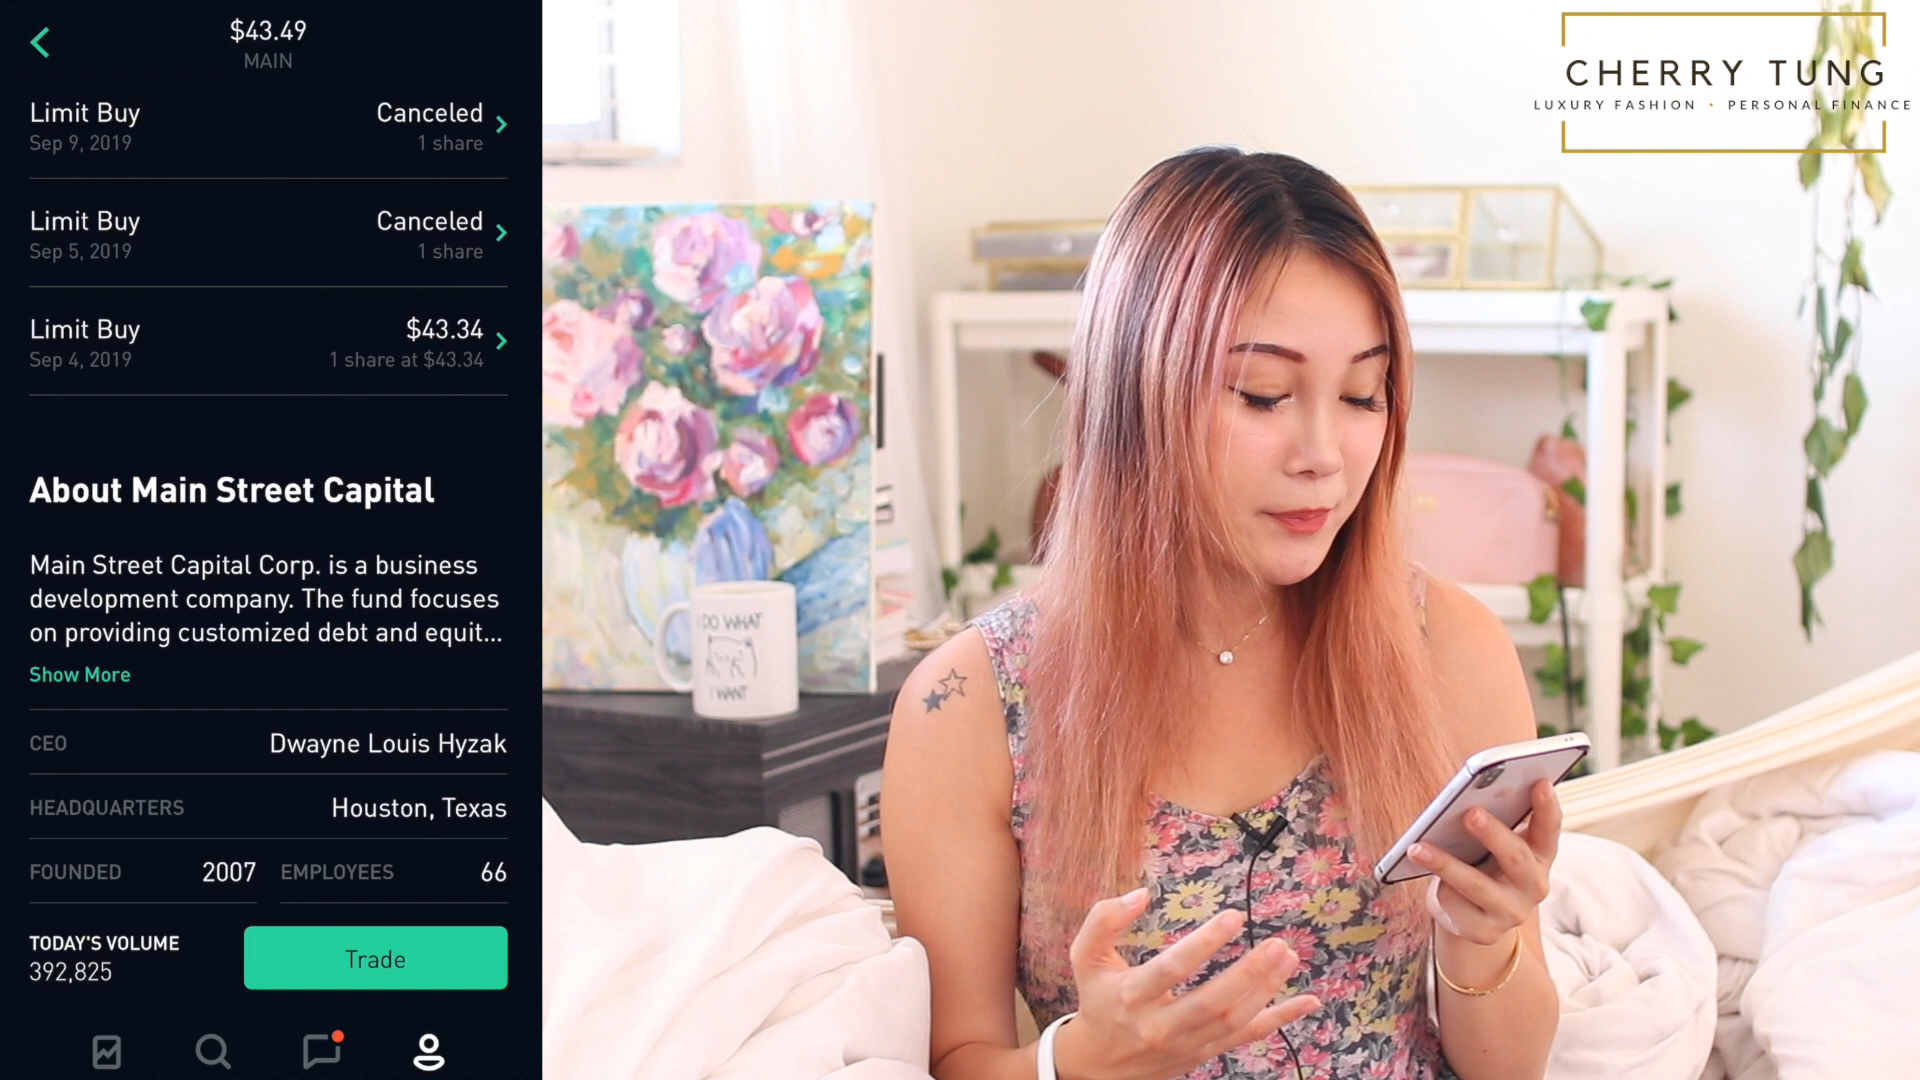 $43.49
MAIN
Limit Buy
Canceled
Sep 9, 2019
1 share
Limit Buy
Canceled
Sep 5, 2019
1 share
Limit Buy
$43.34
Sep 4, 2019
1 share at $43.34
About Main Street Capital
Main Street Capital Corp. is a business
development company. The fund focuses
on providing customized debt and equit...
Show More
CEO
Dwayne Louis Hyzak
HEADQUARTERS
Houston, Texas
FOUNDED
2007
EMPLOYEES
66
TODAY'S VOLUME
392,825
Trade
CHERRY TUNG
LUXURY FASHION • PERSONAL FINANCE
I DO WHAT
I WANT